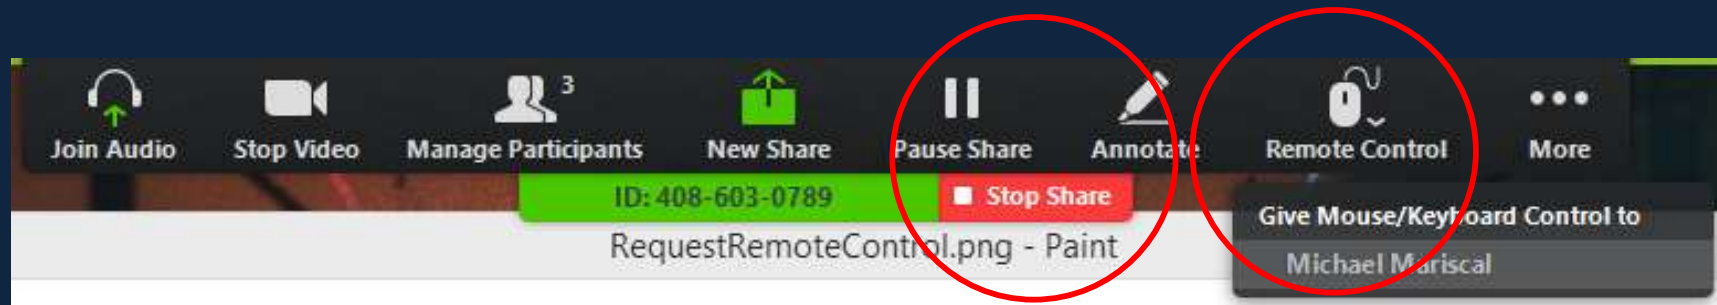 3
Join Audio
Stop Video
Manage Participants
New Share
Pause Share
Annotate
Remote Control
More
ID: 408-603-0789
Stop Share
Give Mouse/Keyboard Control to
Michael Mariscal
RequestRemoteControl.png - Paint